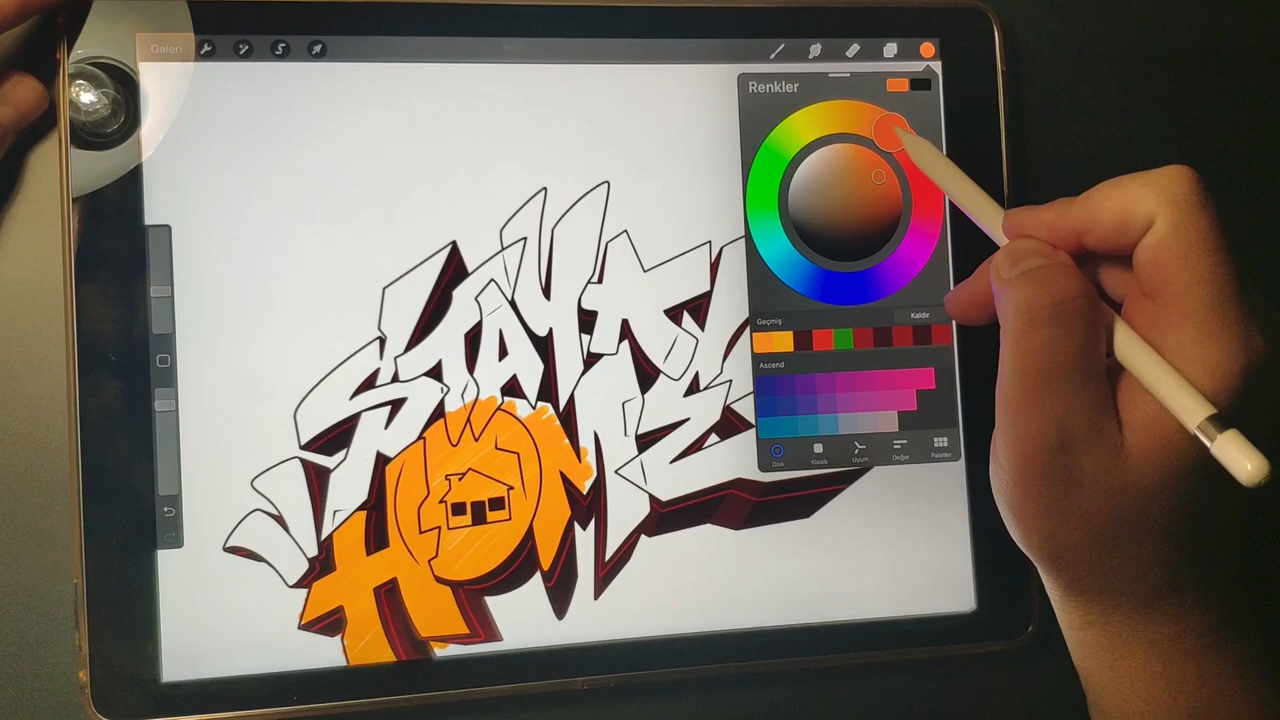 Galeri
Renkler
Geçmiş
Kaldır
Ascend
Disk
Klasik
Uyum
Değer
Paletler
STAY
HOME